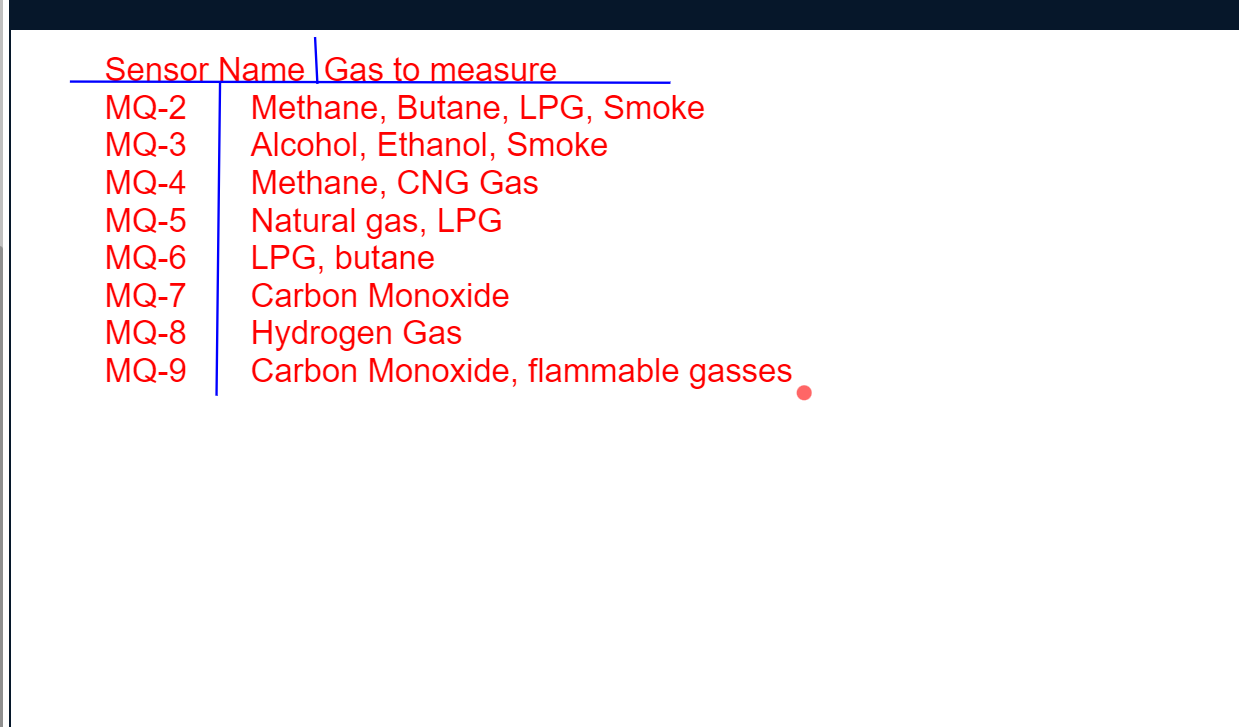 Sensor Name Gas to measure
MQ-2 Methane, Butane, LPG, Smoke
MQ-3 Alcohol, Ethanol, Smoke
MQ-4 Methane, CNG Gas
MQ-5 Natural gas, LPG
MQ-6 LPG, butane
MQ-7 Carbon Monoxide
MQ-8 Hydrogen Gas
MQ-9 Carbon Monoxide, flammable gasses